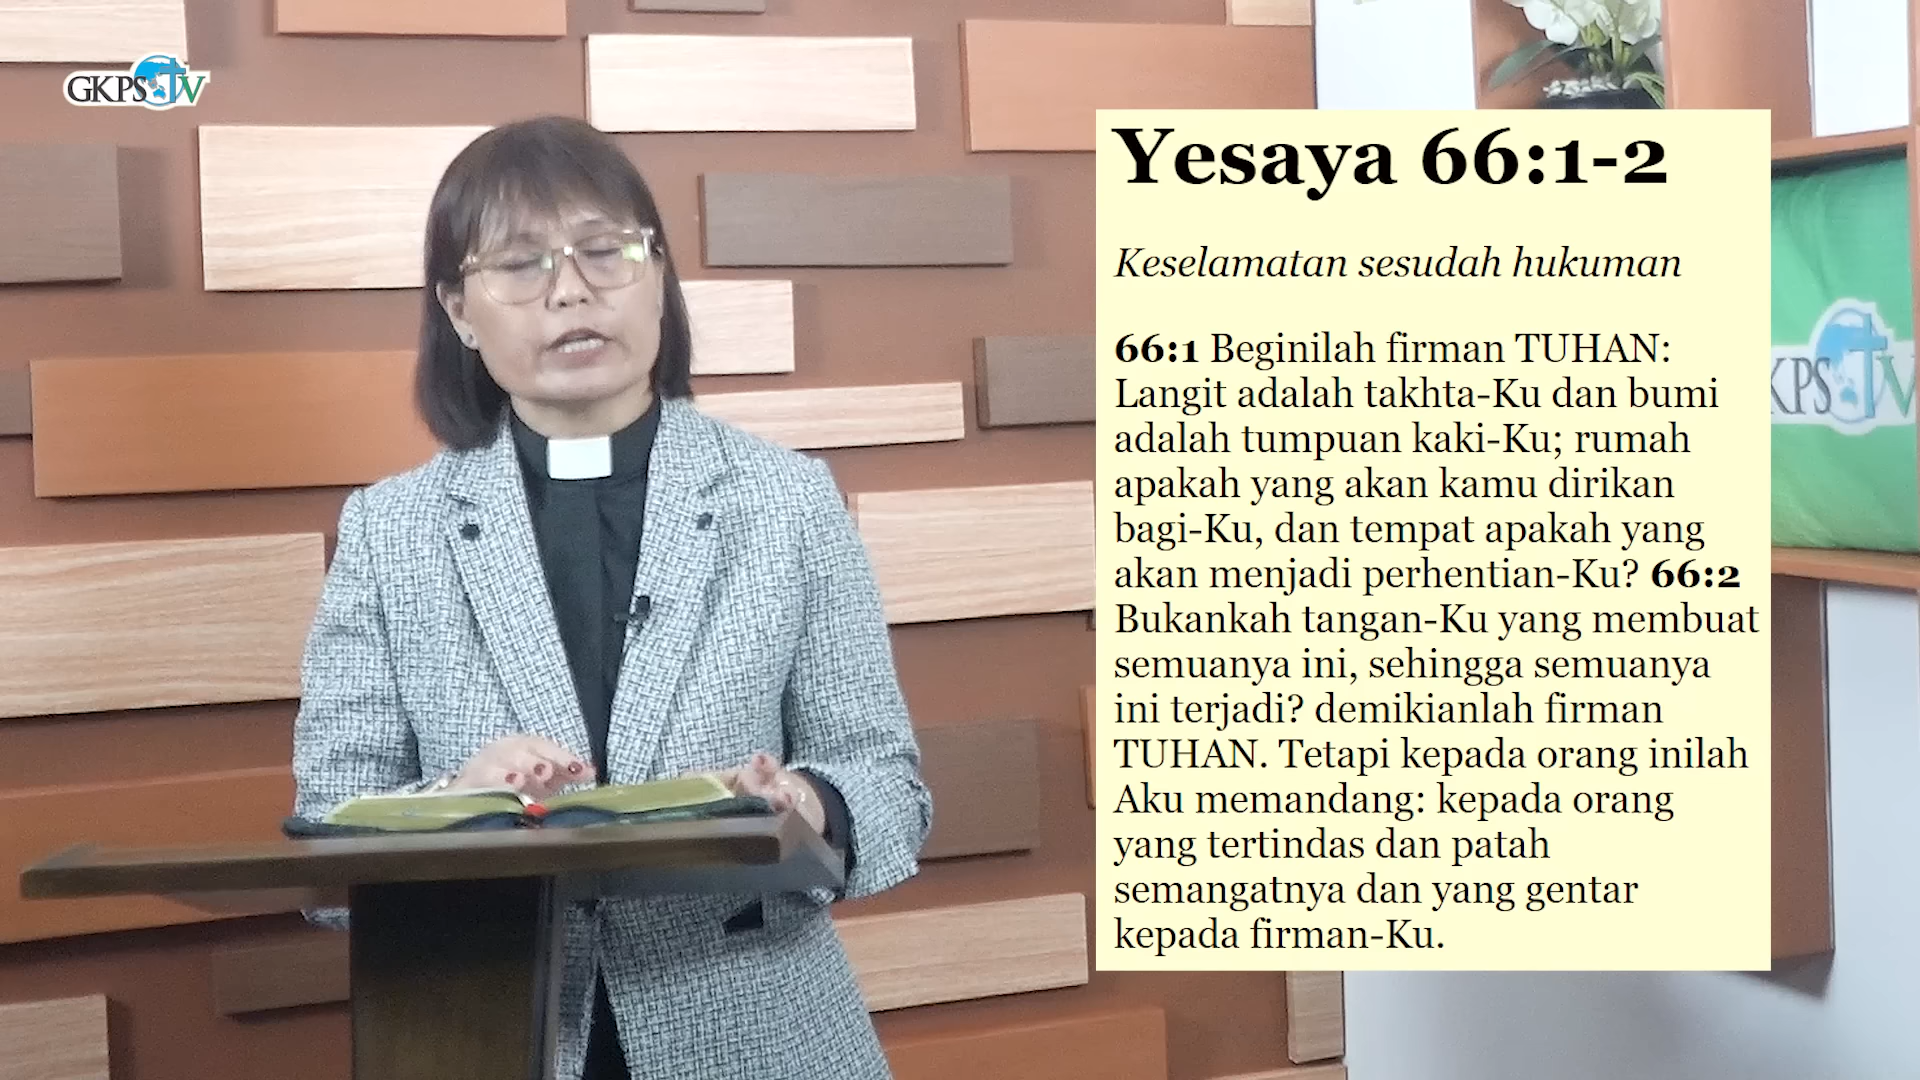 GKPS TV
Yesaya 66:1-2
Keselamatan sesudah hukuman
66:1 Beginilah firman TUHAN:
Langit adalah takhta-Ku dan bumi
adalah tumpuan kaki-Ku; rumah
apakah yang akan kamu dirikan
bagi-Ku, dan tempat apakah yang
akan menjadi perhentian-Ku? 66:2
Bukankah tangan-Ku yang membuat
semuanya ini, sehingga semuanya
ini terjadi? demikianlah firman
TUHAN. Tetapi kepada orang inilah
Aku memandang: kepada orang
yang tertindas dan patah
semangatnya dan yang gentar
kepada firman-Ku.
KPS TV